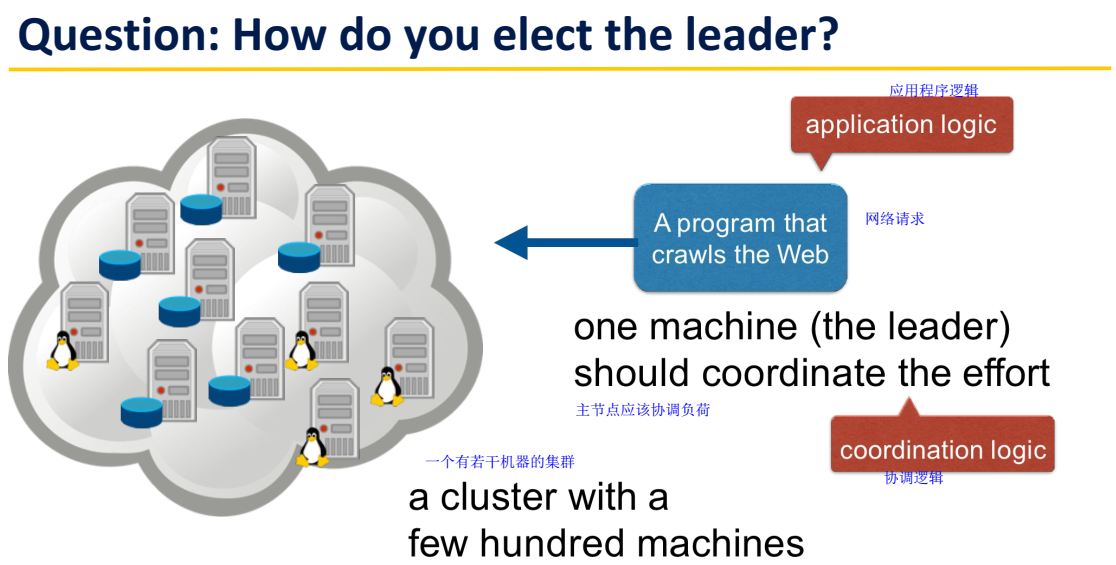 Question: How do you elect the leader?
应用程序逻辑
application logic
A program that
crawls the Web
网络请求
one machine (the leader)
should coordinate the effort
主节点应该协调负荷
coordination logic
协调逻辑
一个有若干机器的集群
a cluster with a
few hundred machines